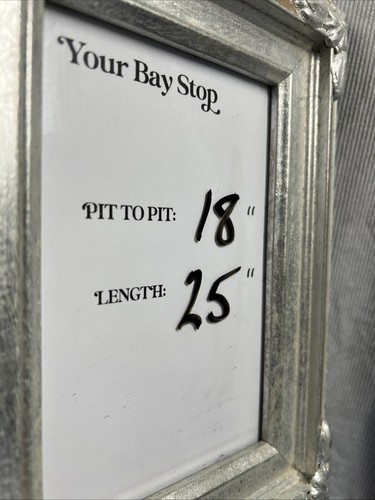 Your Bay Stop
PIT TO PIT: 18"
LENGTH: 25"